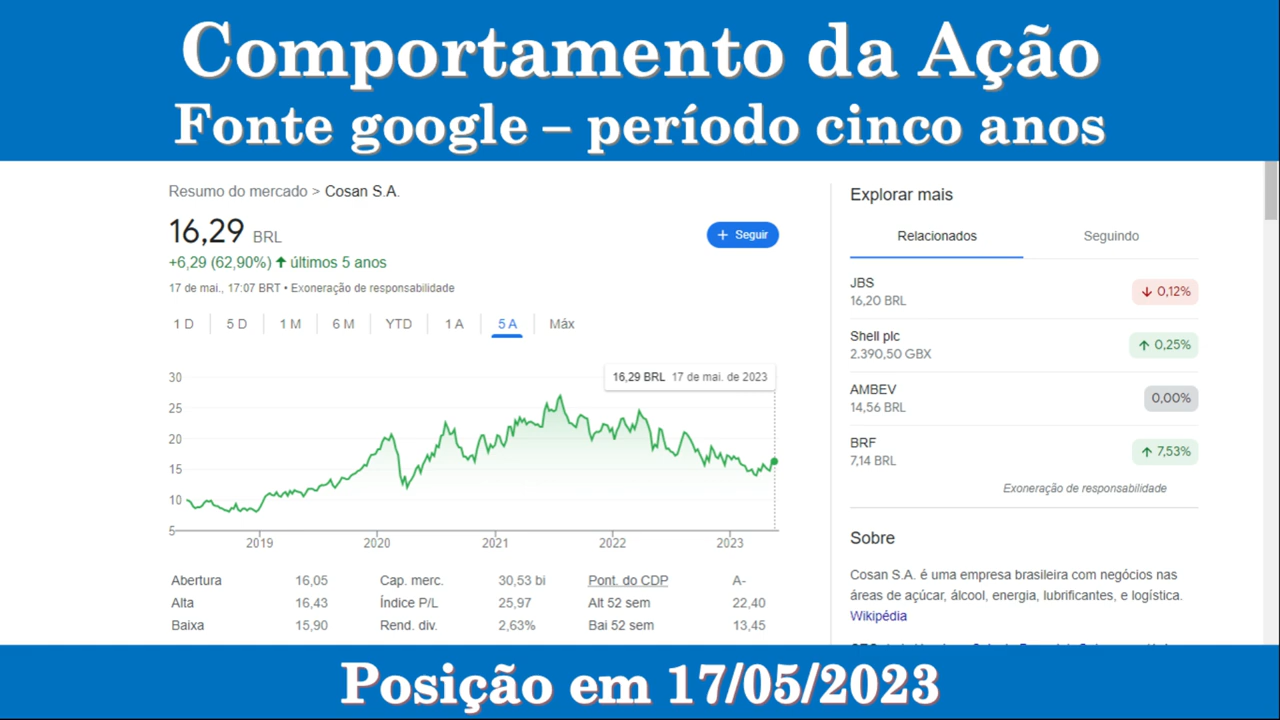 Comportamento da Ação
Fonte google – período cinco anos
Resumo do mercado > Cosan S.A.
16,29 BRL
+ Seguir
+6,29 (62,90%) ↑ últimos 5 anos
17 de mai., 17:07 BRT • Exoneração de responsabilidade
1 D 5 D 1 M 6 M YTD 1 A 5 A Máx
16,29 BRL 17 de mai. de 2023
30
25
20
15
10
5
2019 2020 2021 2022 2023
Abertura 16,05 Cap. merc. 30,53 bi Pont. do CDP A-
Alta 16,43 Índice P/L 25,97 Alt 52 sem 22,40
Baixa 15,90 Rend. div. 2,63% Bai 52 sem 13,45
Explorar mais
Relacionados Seguindo
JBS
16,20 BRL
↓ 0,12%
Shell plc
2.390,50 GBX
↑ 0,25%
AMBEV
14,56 BRL
0,00%
BRF
7,14 BRL
↑ 7,53%
Exoneração de responsabilidade
Sobre
Cosan S.A. é uma empresa brasileira com negócios nas
áreas de açúcar, álcool, energia, lubrificantes, e logística.
Wikipédia
Posição em 17/05/2023